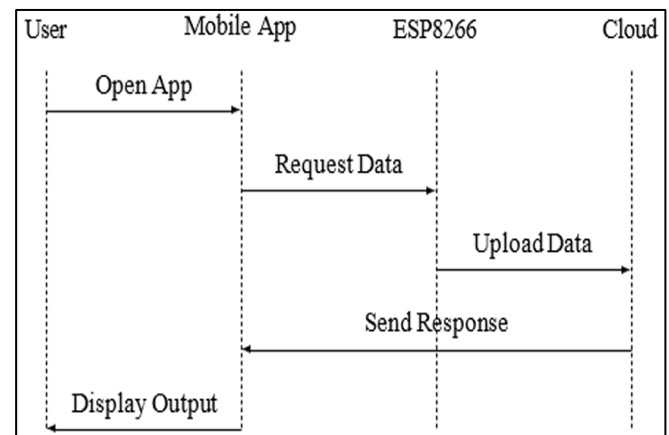 User Mobile App ESP8266 Cloud
Open App
Request Data
Upload Data
Send Response
Display Output